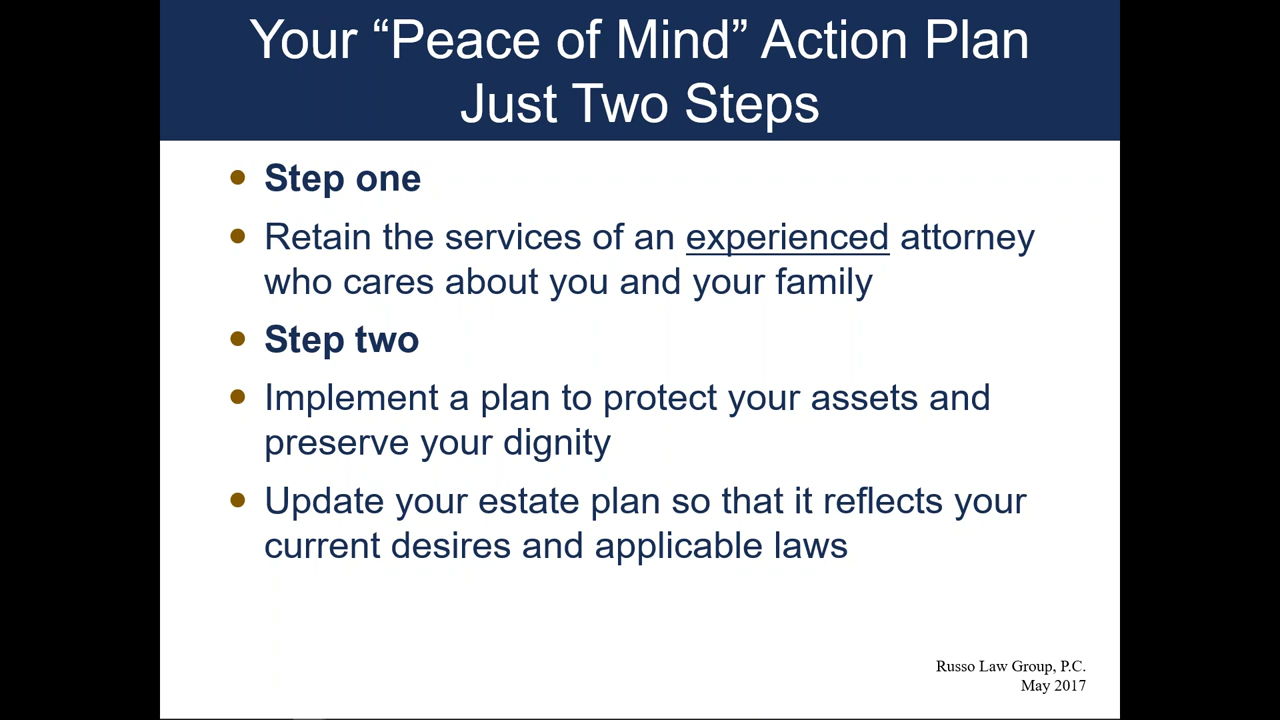 Your “Peace of Mind” Action Plan
Just Two Steps
• Step one
• Retain the services of an experienced attorney
who cares about you and your family
• Step two
• Implement a plan to protect your assets and
preserve your dignity
• Update your estate plan so that it reflects your
current desires and applicable laws
Russo Law Group, P.C.
May 2017